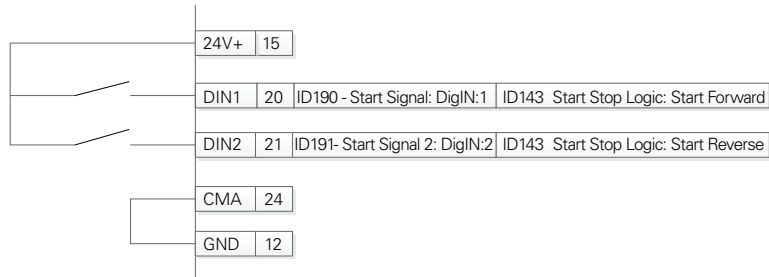 24V+ 15
DIN1 20 ID190 - Start Signal: DigIN:1 ID143 Start Stop Logic: Start Forward
DIN2 21 ID191- Start Signal 2: DigIN:2 ID143 Start Stop Logic: Start Reverse
CMA 24
GND 12